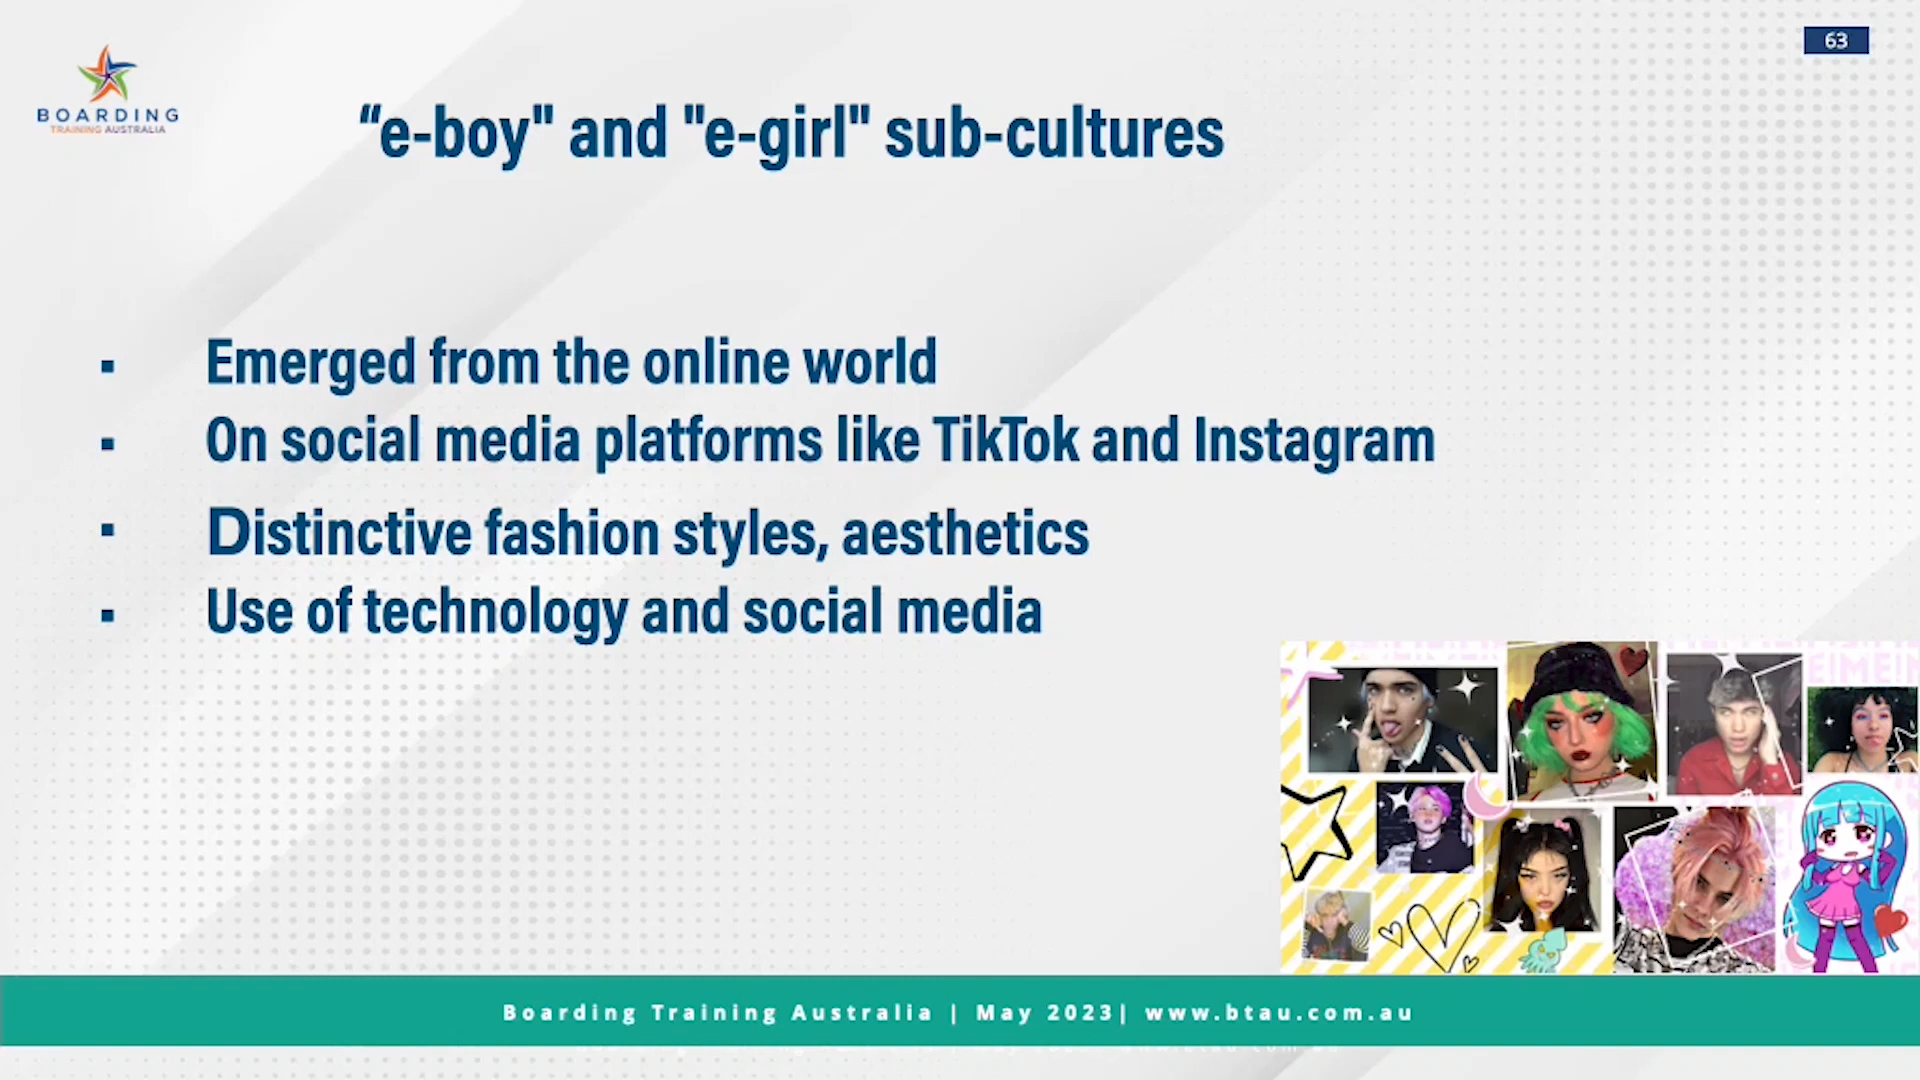 63
BOARDING
TRAINING AUSTRALIA
“e-boy" and "e-girl" sub-cultures
▪ Emerged from the online world
▪ On social media platforms like TikTok and Instagram
▪ Distinctive fashion styles, aesthetics
▪ Use of technology and social media
Boarding Training Australia | May 2023| www.btau.com.au